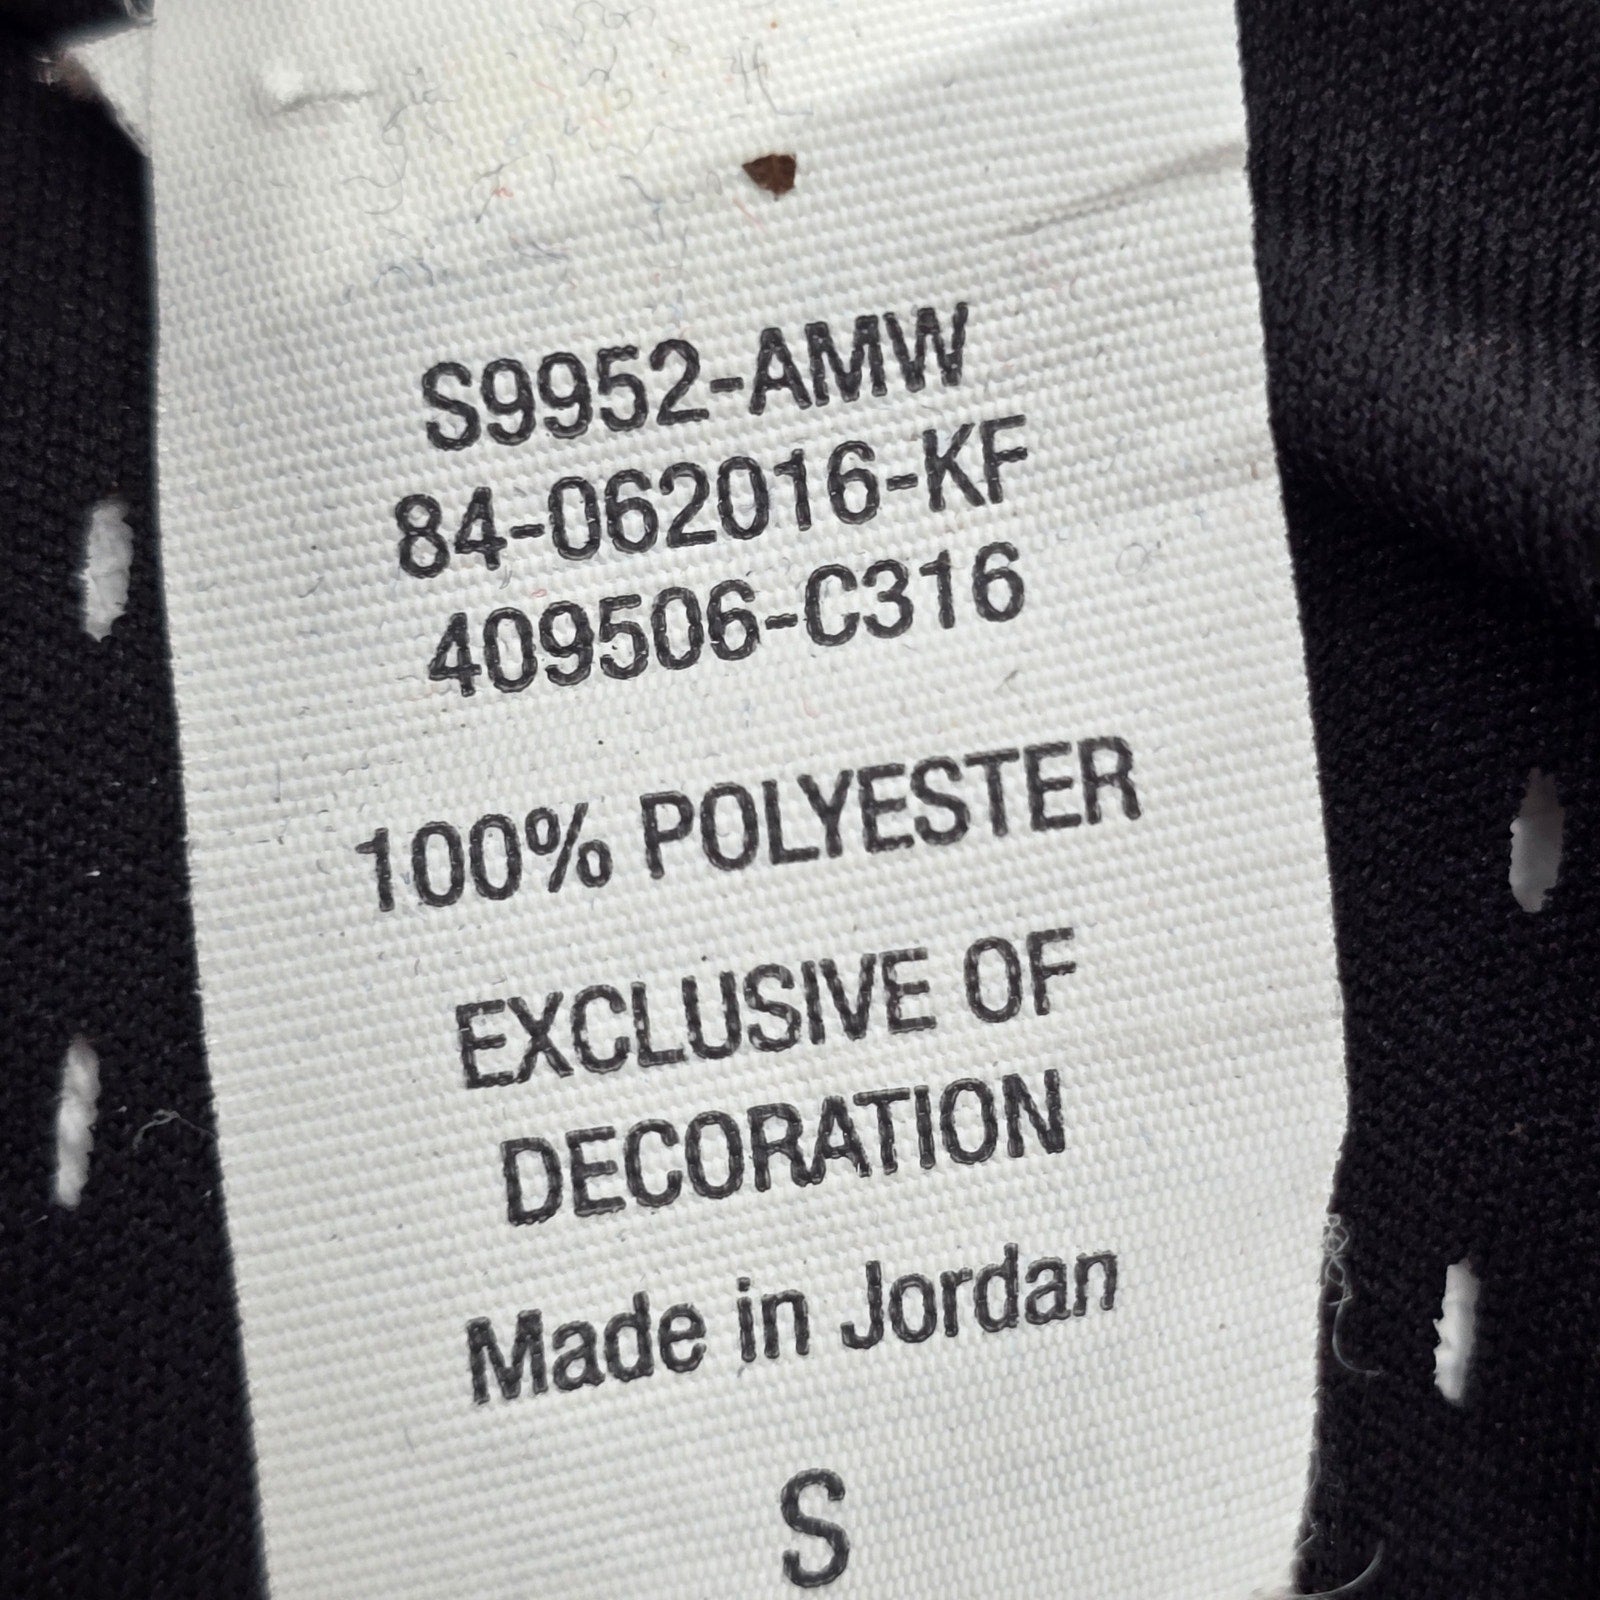 S9952-AMW
84-062016-KF
409506-C316
100% POLYESTER
EXCLUSIVE OF
DECORATION
Made in Jordan
S